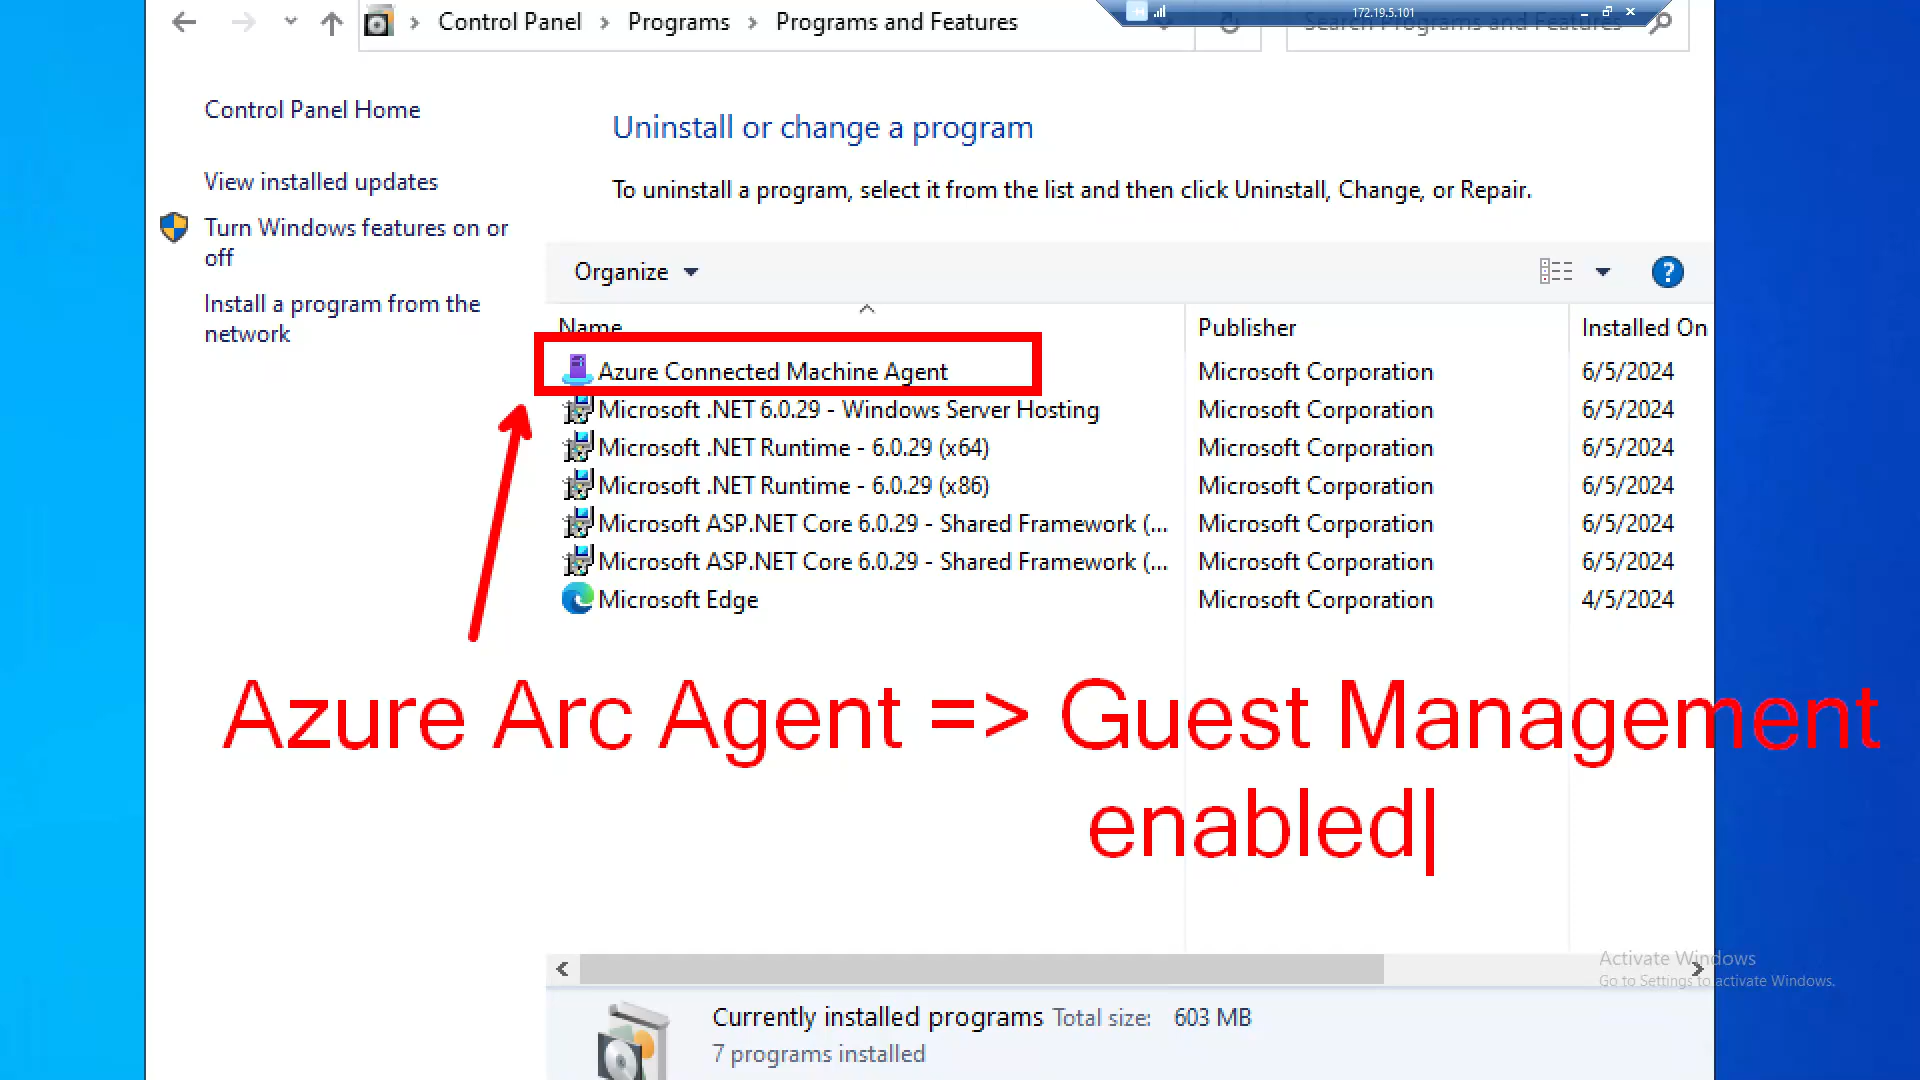 172.19.5.101
Control Panel > Programs > Programs and Features
Search Programs and Features
Control Panel Home
View installed updates
Turn Windows features on or
off
Install a program from the
network
Uninstall or change a program
To uninstall a program, select it from the list and then click Uninstall, Change, or Repair.
Organize
Name Publisher Installed On
Azure Connected Machine Agent Microsoft Corporation 6/5/2024
Microsoft .NET 6.0.29 - Windows Server Hosting Microsoft Corporation 6/5/2024
Microsoft .NET Runtime - 6.0.29 (x64) Microsoft Corporation 6/5/2024
Microsoft .NET Runtime - 6.0.29 (x86) Microsoft Corporation 6/5/2024
Microsoft ASP.NET Core 6.0.29 - Shared Framework (... Microsoft Corporation 6/5/2024
Microsoft ASP.NET Core 6.0.29 - Shared Framework (... Microsoft Corporation 6/5/2024
Microsoft Edge Microsoft Corporation 4/5/2024
Azure Arc Agent => Guest Management
enabled
Activate Windows
Go to Settings to activate Windows.
Currently installed programs Total size: 603 MB
7 programs installed